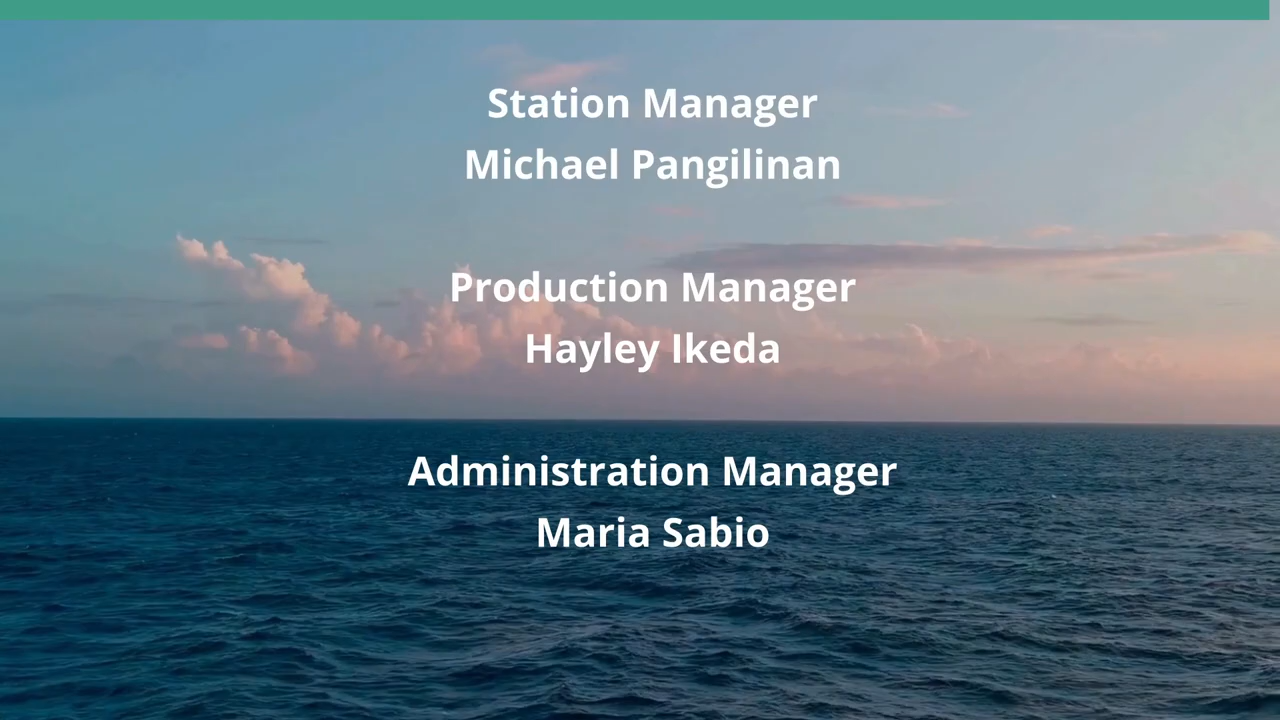 Station Manager
Michael Pangilinan
Production Manager
Hayley Ikeda
Administration Manager
Maria Sabio